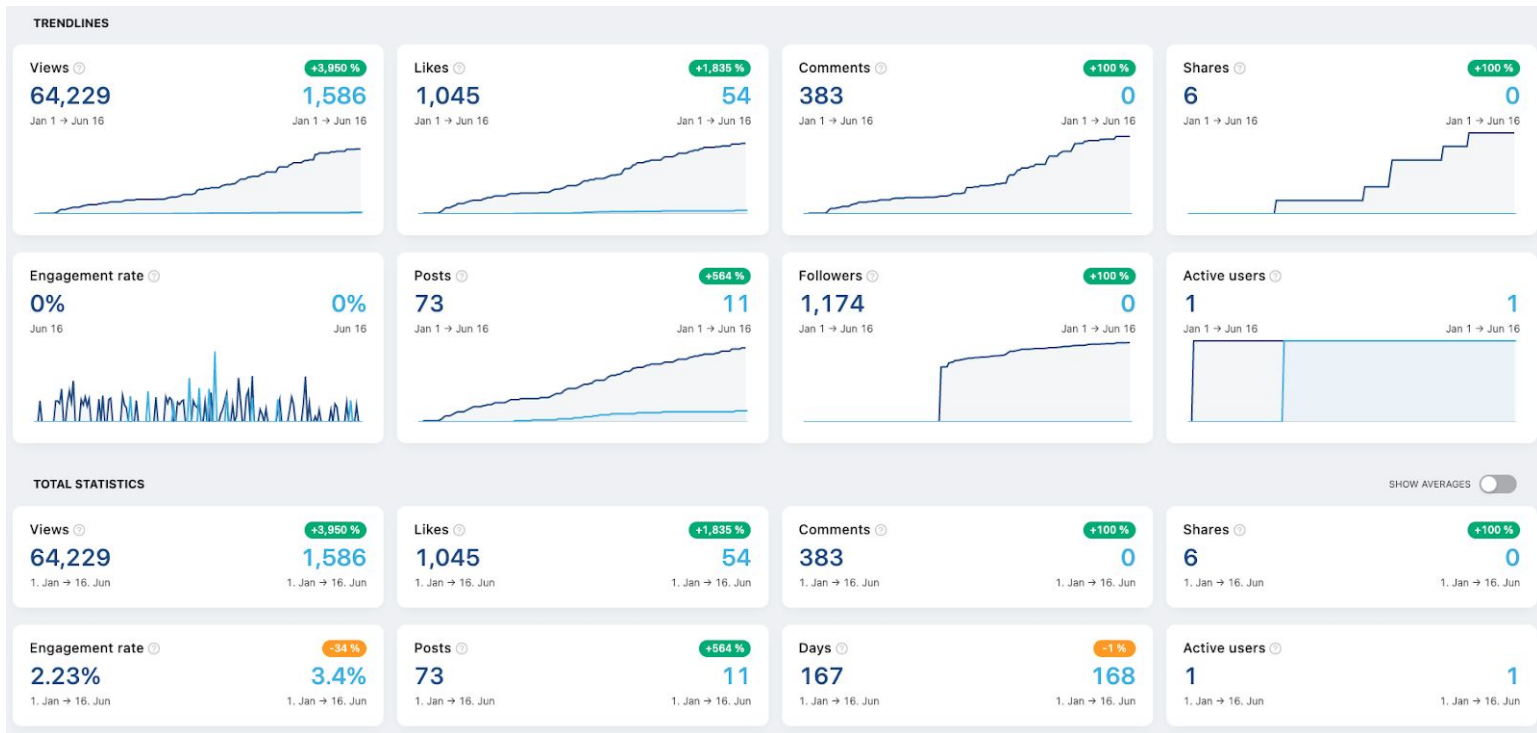 TRENDLINES
Views +3,950 %
64,229 1,586
Jan 1 → Jun 16 Jan 1 → Jun 16
Likes +1,835 %
1,045 54
Jan 1 → Jun 16 Jan 1 → Jun 16
Comments +100 %
383 0
Jan 1 → Jun 16 Jan 1 → Jun 16
Shares +100 %
6 0
Jan 1 → Jun 16 Jan 1 → Jun 16
Engagement rate
0% 0%
Jun 16 Jun 16
Posts +564 %
73 11
Jan 1 → Jun 16 Jan 1 → Jun 16
Followers +100 %
1,174 0
Jan 1 → Jun 16 Jan 1 → Jun 16
Active users
1 1
Jan 1 → Jun 16 Jan 1 → Jun 16
TOTAL STATISTICS
SHOW AVERAGES
Views +3,950 %
64,229 1,586
1. Jan → 16. Jun 1. Jan → 16. Jun
Likes +1,835 %
1,045 54
1. Jan → 16. Jun 1. Jan → 16. Jun
Comments +100 %
383 0
1. Jan → 16. Jun 1. Jan → 16. Jun
Shares +100 %
6 0
1. Jan → 16. Jun 1. Jan → 16. Jun
Engagement rate -34 %
2.23% 3.4%
1. Jan → 16. Jun 1. Jan → 16. Jun
Posts +564 %
73 11
1. Jan → 16. Jun 1. Jan → 16. Jun
Days -1 %
167 168
1. Jan → 16. Jun 1. Jan → 16. Jun
Active users
1 1
1. Jan → 16. Jun 1. Jan → 16. Jun